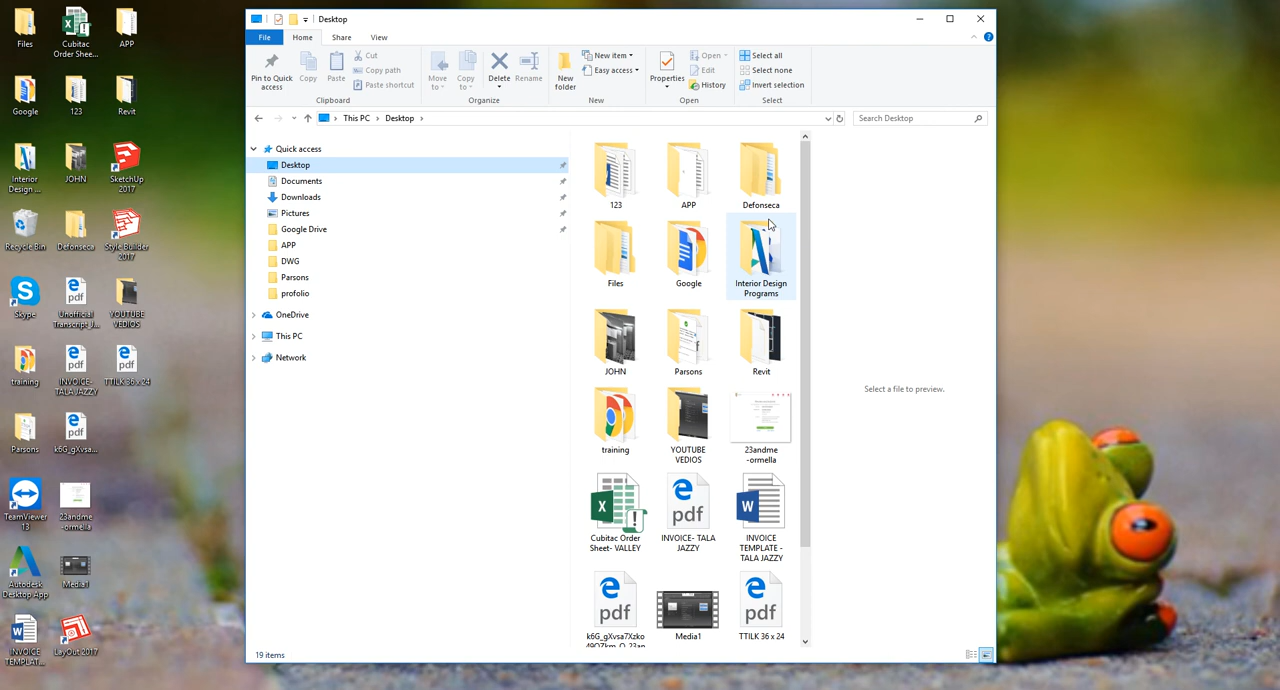 Files
Cubitac
Order Shee...
APP
Google
123
Revit
Interior
Design ...
JOHN
SketchUp
2017
Recycle Bin
Defonseca
Style Builder
2017
Skype
Unofficial
Transcript_J...
YOUTUBE
VEDIOS
training
INVOICE-
TALA JAZZY
TTILK 36 x 24
Parsons
k6G_gXvsa...
TeamViewer
13
23andme
-ormella
Autodesk
Desktop App
Media1
INVOICE
TEMPLAT...
LayOut 2017
Desktop
File
Home
Share
View
Pin to Quick
access
Copy
Paste
Cut
Copy path
Paste shortcut
Clipboard
Move
to
Copy
to
Delete
Rename
Organize
New
folder
New item
Easy access
New
Properties
Open
Edit
History
Open
Select all
Select none
Invert selection
Select
This PC > Desktop >
Search Desktop
Quick access
Desktop
Documents
Downloads
Pictures
Google Drive
APP
DWG
Parsons
profolio
OneDrive
This PC
Network
123
APP
Defonseca
Files
Google
Interior Design
Programs
JOHN
Parsons
Revit
training
YOUTUBE
VEDIOS
23andme
-ormella
Cubitac Order
Sheet- VALLEY
INVOICE- TALA
JAZZY
INVOICE
TEMPLATE -
TALA JAZZY
pdf
pdf
k6G_gXvsa7Xzko
Media1
TTILK 36 x 24
Select a file to preview.
19 items